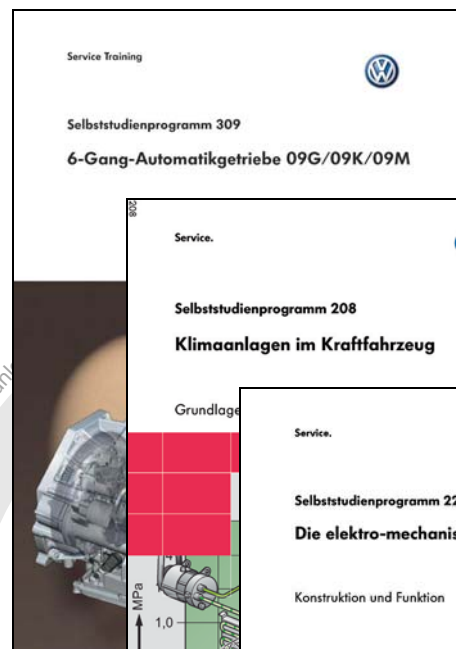 Service Training
Selbststudienprogramm 309
6-Gang-Automatikgetriebe 09G/09K/09M
208
Service.
Selbststudienprogramm 208
Klimaanlagen im Kraftfahrzeug
Grundlage
Service.
Selbststudienprogramm 22
Die elektro-mechanis
Konstruktion und Funktion
MPa
1,0